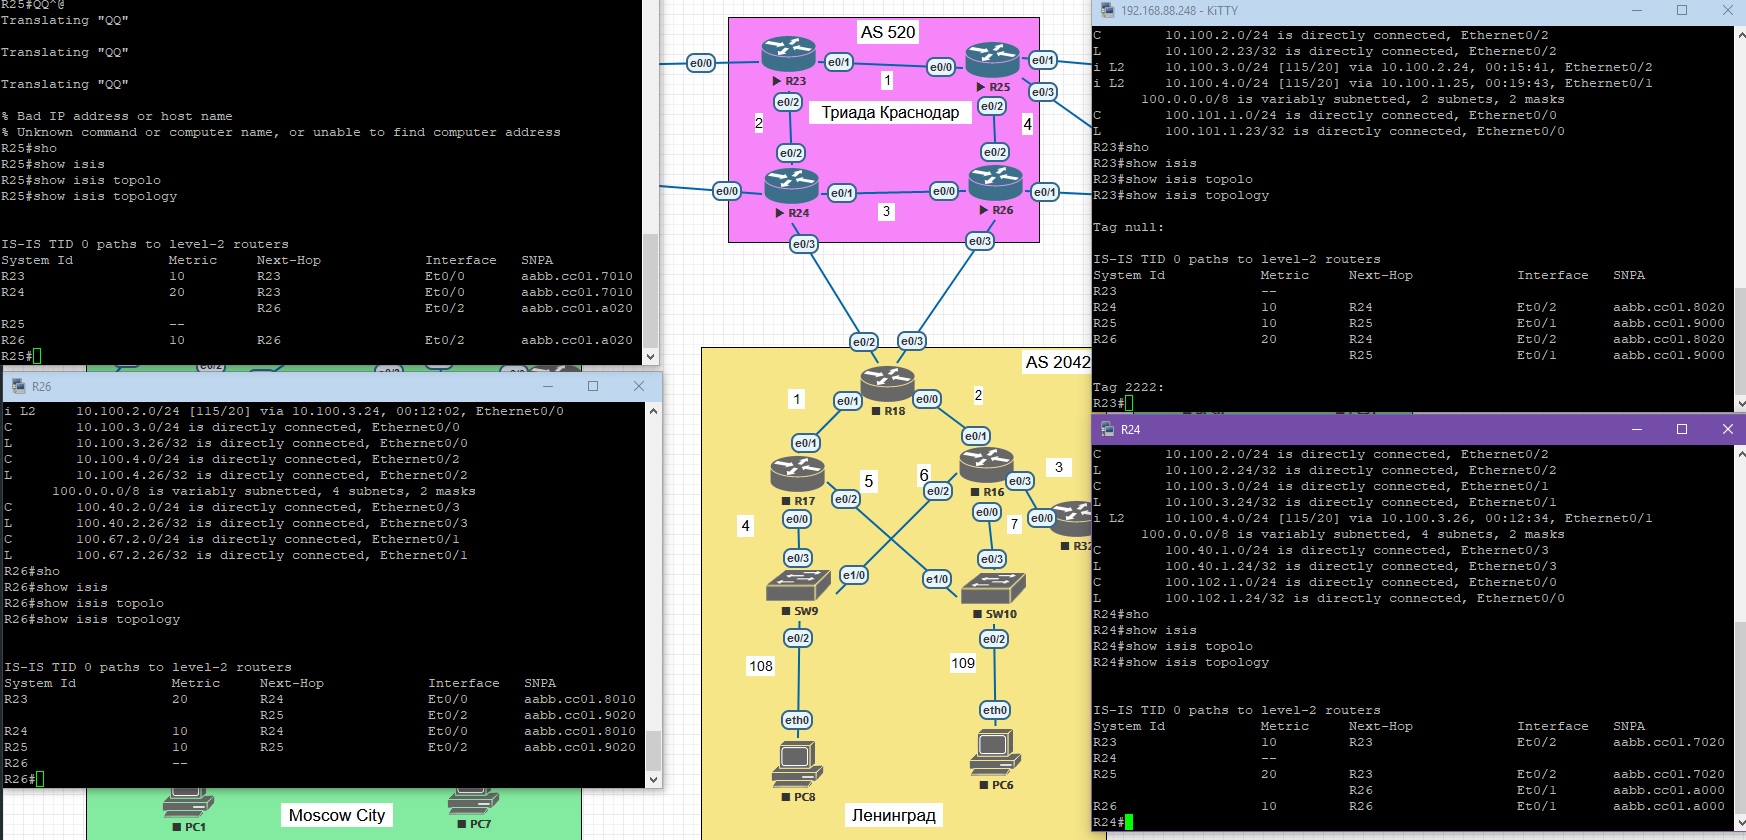 R25#QQ^@
Translating "QQ"
Translating "QQ"
Translating "QQ"
% Bad IP address or host name
% Unknown command or computer name, or unable to find computer address
R25#sho
R25#show isis
R25#show isis topolo
R25#show isis topology
IS-IS TID 0 paths to level-2 routers
System Id Metric Next-Hop Interface SNPA
R23 10 R23 Et0/0 aabb.cc01.7010
R24 20 R23 Et0/0 aabb.cc01.7010
R26 Et0/2 aabb.cc01.a020
R25 --
R26 10 R26 Et0/2 aabb.cc01.a020
R25#
R26
i L2 10.100.2.0/24 [115/20] via 10.100.3.24, 00:12:02, Ethernet0/0
C 10.100.3.0/24 is directly connected, Ethernet0/0
L 10.100.3.26/32 is directly connected, Ethernet0/0
C 10.100.4.0/24 is directly connected, Ethernet0/2
L 10.100.4.26/32 is directly connected, Ethernet0/2
100.0.0.0/8 is variably subnetted, 4 subnets, 2 masks
C 100.40.2.0/24 is directly connected, Ethernet0/3
L 100.40.2.26/32 is directly connected, Ethernet0/3
C 100.67.2.0/24 is directly connected, Ethernet0/1
L 100.67.2.26/32 is directly connected, Ethernet0/1
R26#sho
R26#show isis
R26#show isis topolo
R26#show isis topology
IS-IS TID 0 paths to level-2 routers
System Id Metric Next-Hop Interface SNPA
R23 20 R24 Et0/0 aabb.cc01.8010
R25 Et0/2 aabb.cc01.9020
R24 10 R24 Et0/0 aabb.cc01.8010
R25 10 R25 Et0/2 aabb.cc01.9020
R26 --
R26#
PC1
Moscow City
PC7
AS 520
e0/0
e0/1
1
e0/0
e0/1
R23
R25
e0/3
e0/2
Триада Краснодар
e0/2
2
4
e0/2
e0/2
e0/0
e0/1
e0/0
e0/1
R24
3
R26
e0/3
e0/3
e0/2
e0/3
AS 2042
1
e0/1
R18
e0/0
2
e0/1
e0/1
5
6
3
R17
e0/2
e0/2
R16
e0/3
4
e0/0
e0/0
7
e0/0
R32
e0/3
e0/3
e1/0
e1/0
SW9
SW10
e0/2
e0/2
108
109
eth0
eth0
PC8
PC6
Ленинград
192.168.88.248 - KiTTY
C 10.100.2.0/24 is directly connected, Ethernet0/2
L 10.100.2.23/32 is directly connected, Ethernet0/2
i L2 10.100.3.0/24 [115/20] via 10.100.2.24, 00:15:41, Ethernet0/2
i L2 10.100.4.0/24 [115/20] via 10.100.1.25, 00:19:43, Ethernet0/1
100.0.0.0/8 is variably subnetted, 2 subnets, 2 masks
C 100.101.1.0/24 is directly connected, Ethernet0/0
L 100.101.1.23/32 is directly connected, Ethernet0/0
R23#sho
R23#show isis
R23#show isis topolo
R23#show isis topology
Tag null:
IS-IS TID 0 paths to level-2 routers
System Id Metric Next-Hop Interface SNPA
R23 --
R24 10 R24 Et0/2 aabb.cc01.8020
R25 10 R25 Et0/1 aabb.cc01.9000
R26 20 R24 Et0/2 aabb.cc01.8020
R25 Et0/1 aabb.cc01.9000
Tag 2222:
R23#
R24
C 10.100.2.0/24 is directly connected, Ethernet0/2
L 10.100.2.24/32 is directly connected, Ethernet0/2
C 10.100.3.0/24 is directly connected, Ethernet0/1
L 10.100.3.24/32 is directly connected, Ethernet0/1
i L2 10.100.4.0/24 [115/20] via 10.100.3.26, 00:12:34, Ethernet0/1
100.0.0.0/8 is variably subnetted, 4 subnets, 2 masks
C 100.40.1.0/24 is directly connected, Ethernet0/3
L 100.40.1.24/32 is directly connected, Ethernet0/3
C 100.102.1.0/24 is directly connected, Ethernet0/0
L 100.102.1.24/32 is directly connected, Ethernet0/0
R24#sho
R24#show isis
R24#show isis topolo
R24#show isis topology
IS-IS TID 0 paths to level-2 routers
System Id Metric Next-Hop Interface SNPA
R23 10 R23 Et0/2 aabb.cc01.7020
R24 --
R25 20 R23 Et0/2 aabb.cc01.7020
R26 Et0/1 aabb.cc01.a000
R26 10 R26 Et0/1 aabb.cc01.a000
R24#